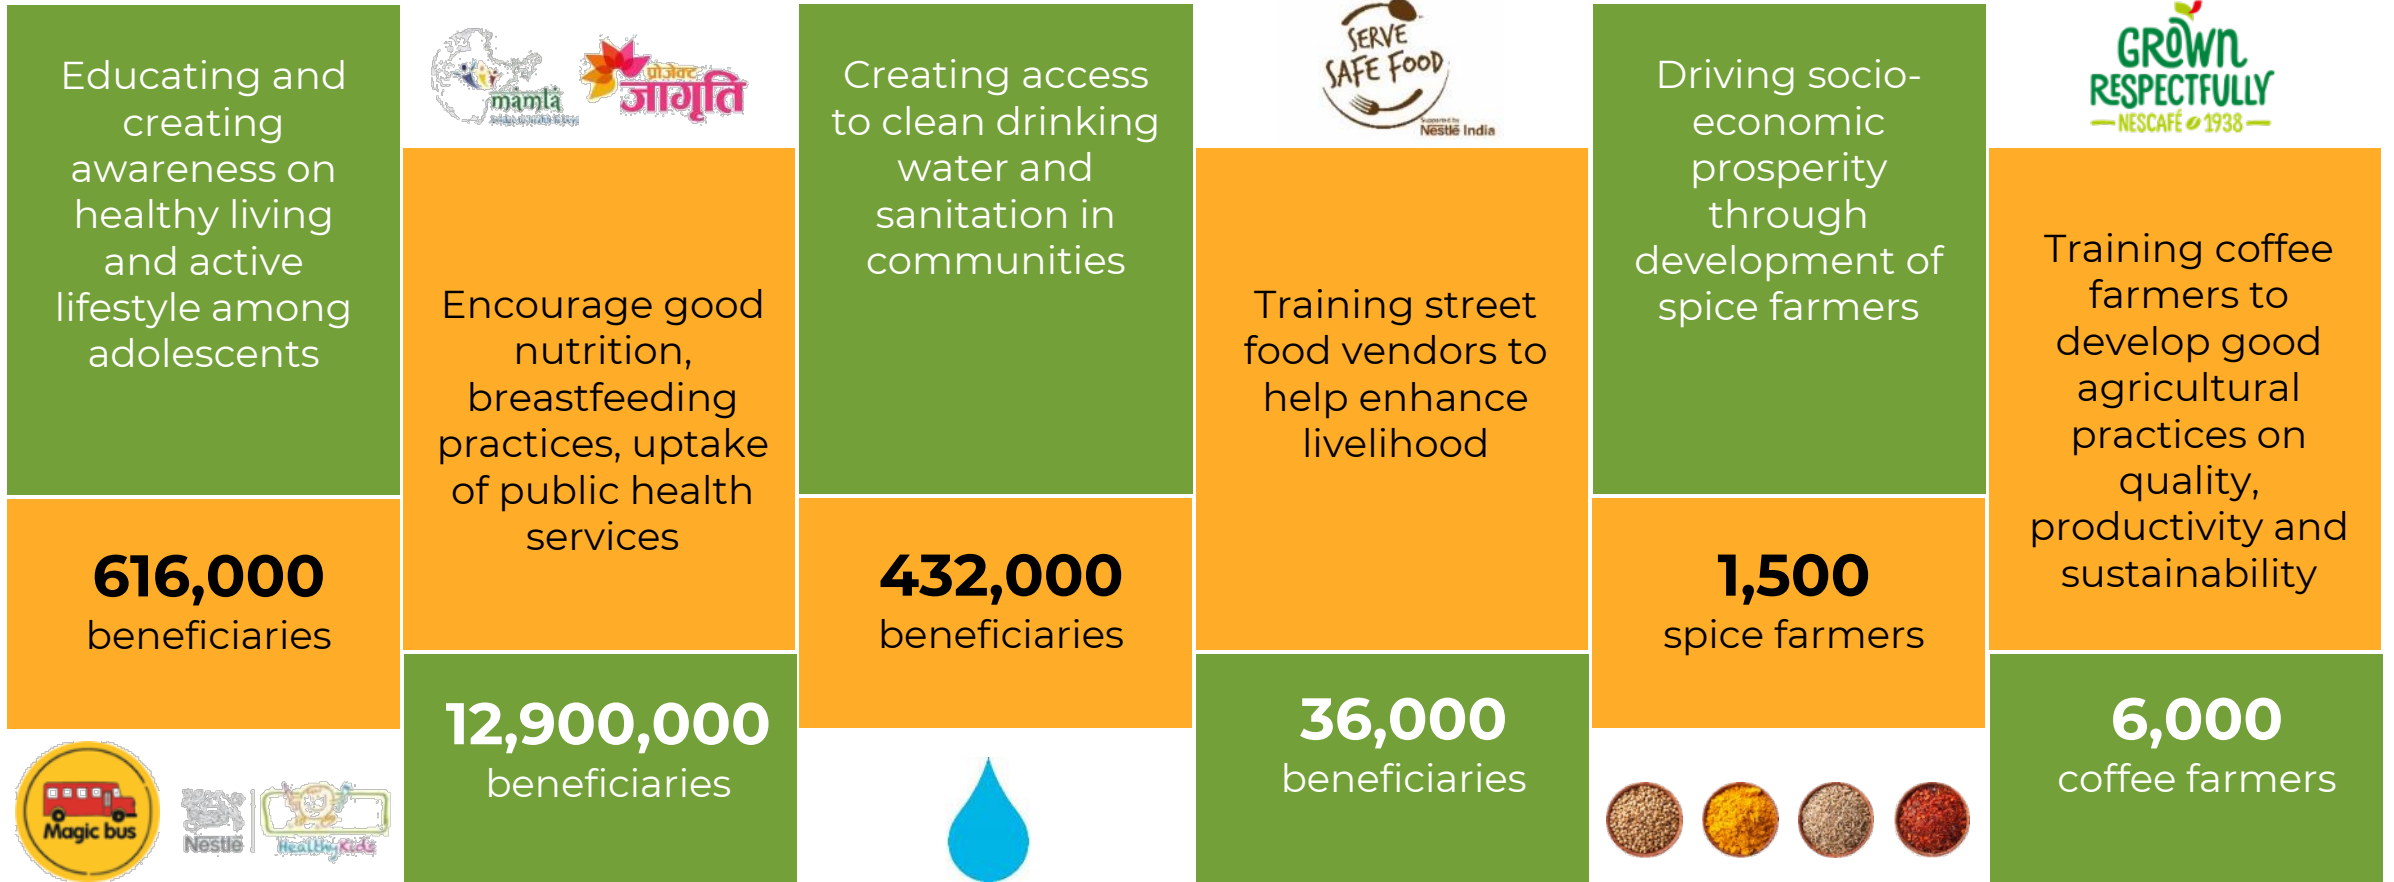 Educating and
creating
awareness on
healthy living
and active
lifestyle among
adolescents
616,000
beneficiaries
Magic bus
Nestlé
HealthyKids
mamta
प्रोजेक्ट
जागृति
Encourage good
nutrition,
breastfeeding
practices, uptake
of public health
services
12,900,000
beneficiaries
Creating access
to clean drinking
water and
sanitation in
communities
432,000
beneficiaries
SERVE
SAFE FOOD
Supported by
Nestlé India
Training street
food vendors to
help enhance
livelihood
36,000
beneficiaries
Driving socio-
economic
prosperity
through
development of
spice farmers
1,500
spice farmers
GROWN
RESPECTFULLY
NESCAFÉ 1938
Training coffee
farmers to
develop good
agricultural
practices on
quality,
productivity and
sustainability
6,000
coffee farmers